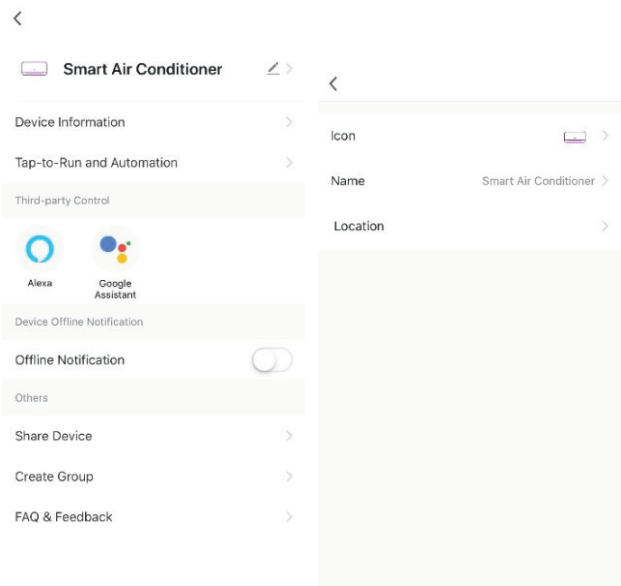 Smart Air Conditioner
Device Information
Tap-to-Run and Automation
Third-party Control
Alexa
Google
Assistant
Device Offline Notification
Offline Notification
Others
Share Device
Create Group
FAQ & Feedback
Icon
Name
Smart Air Conditioner
Location